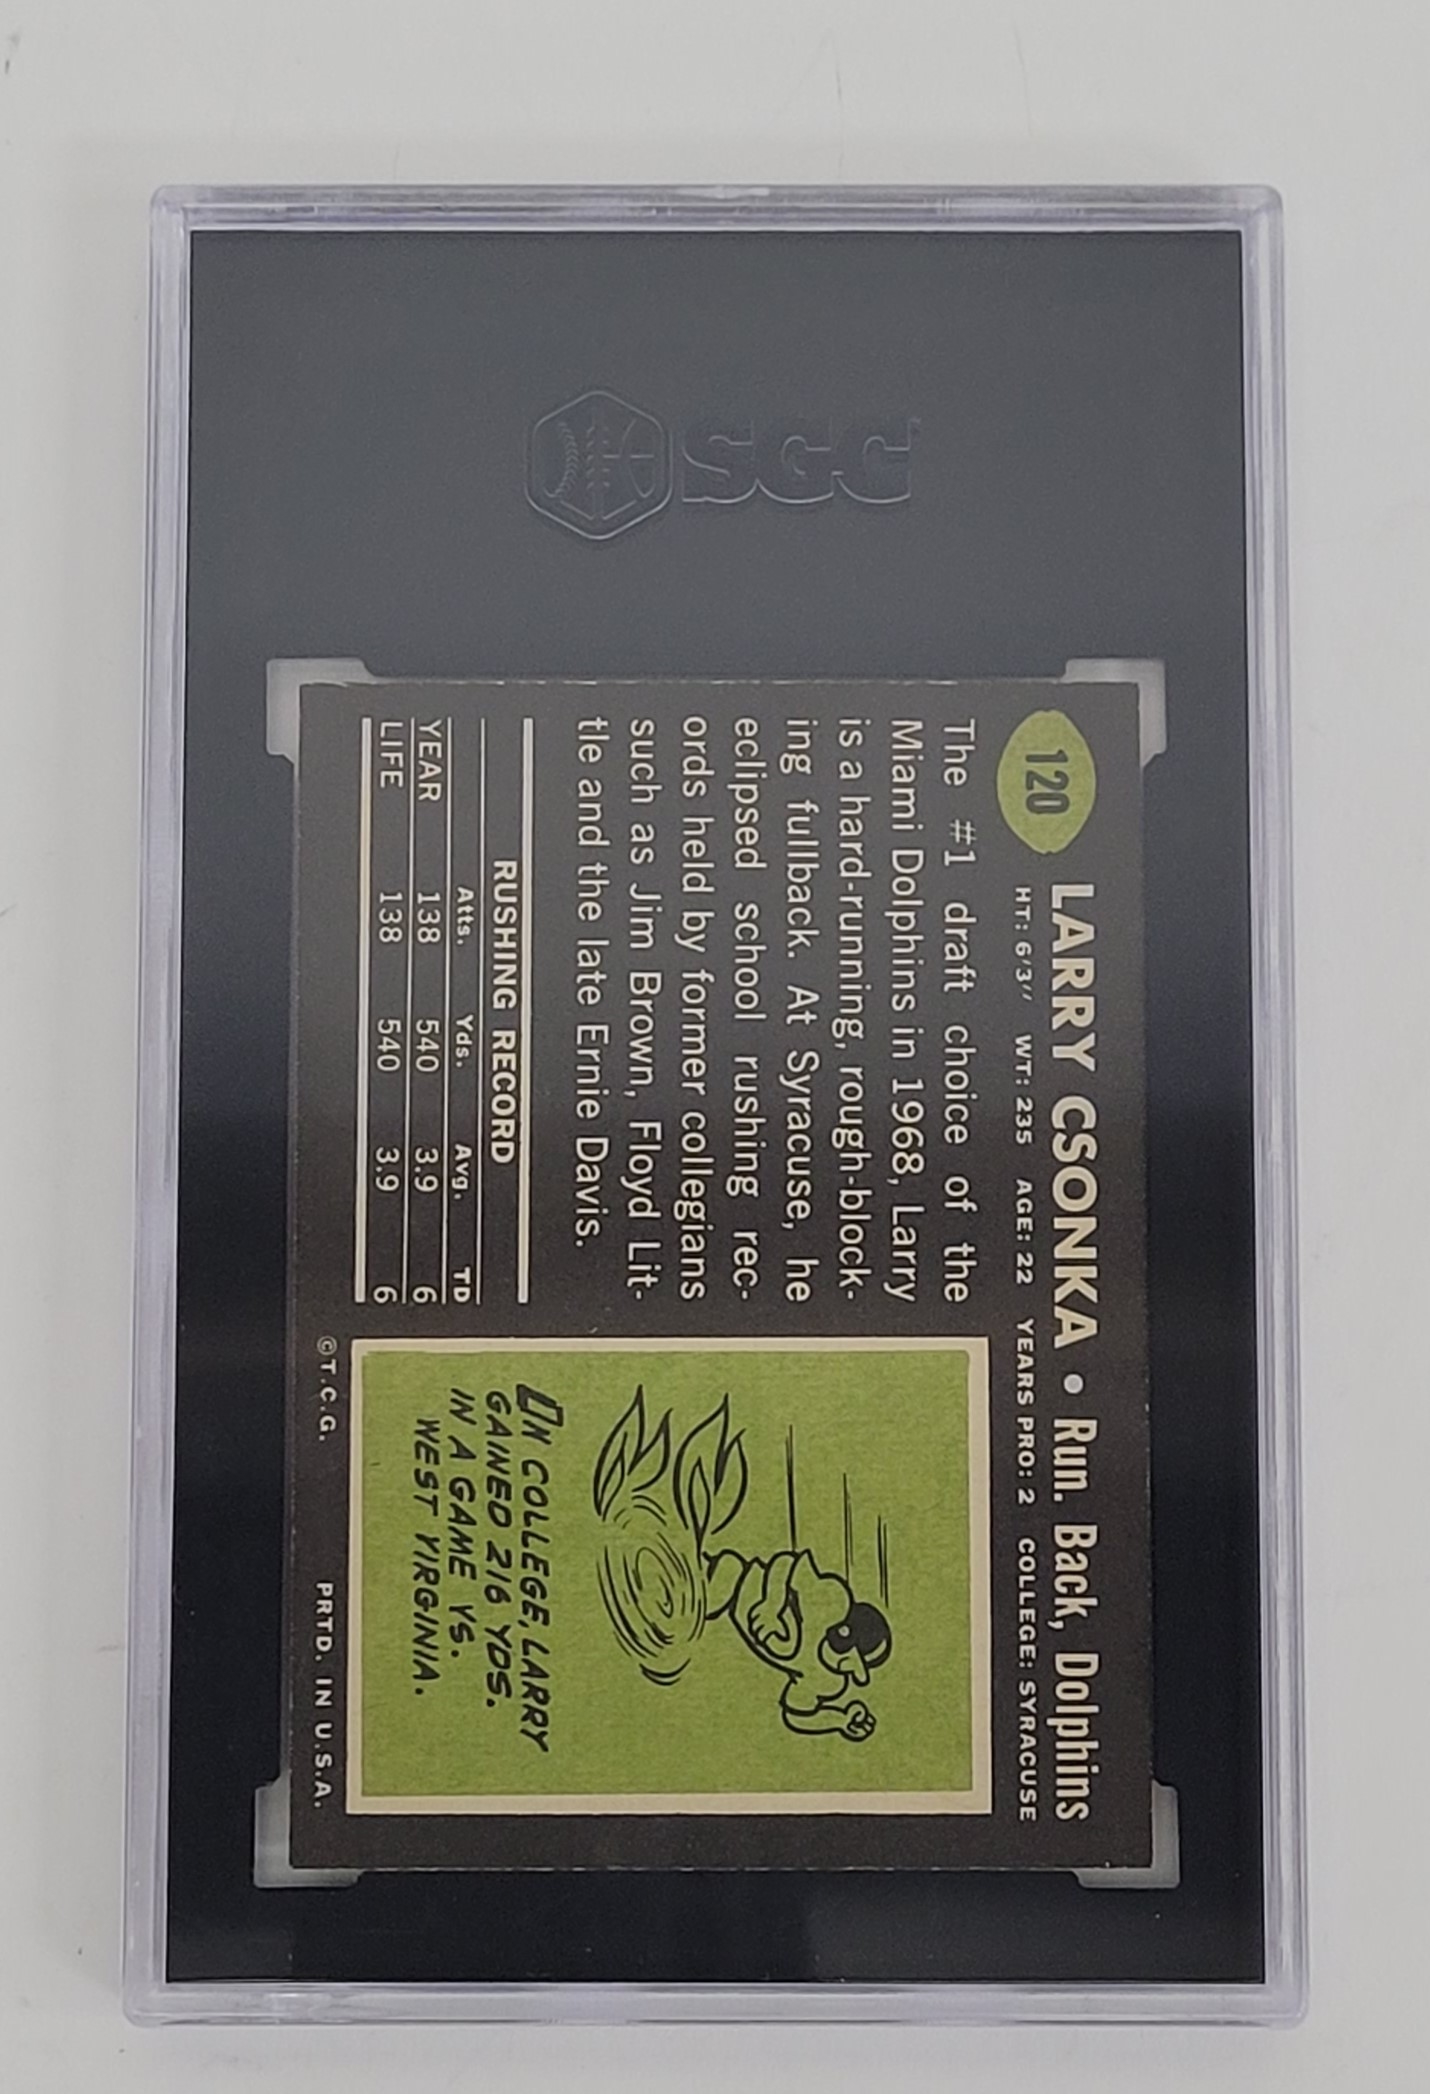 SGC
120
LARRY CSONKA • Run. Back, Dolphins
HT: 6'3" WT: 235 AGE: 22 YEARS PRO: 2 COLLEGE: SYRACUSE
The #1 draft choice of the
Miami Dolphins in 1968, Larry
is a hard-running, rough-block-
ing fullback. At Syracuse, he
eclipsed school rushing rec-
ords held by former collegians
such as Jim Brown, Floyd Lit-
tle and the late Ernie Davis.
RUSHING RECORD
Atts. Yds. Avg. TD
YEAR 138 540 3.9 6
LIFE 138 540 3.9 6
IN COLLEGE, LARRY
GAINED 216 YDS.
IN A GAME VS.
WEST VIRGINIA.
©T.C.G. PRTD. IN U.S.A.